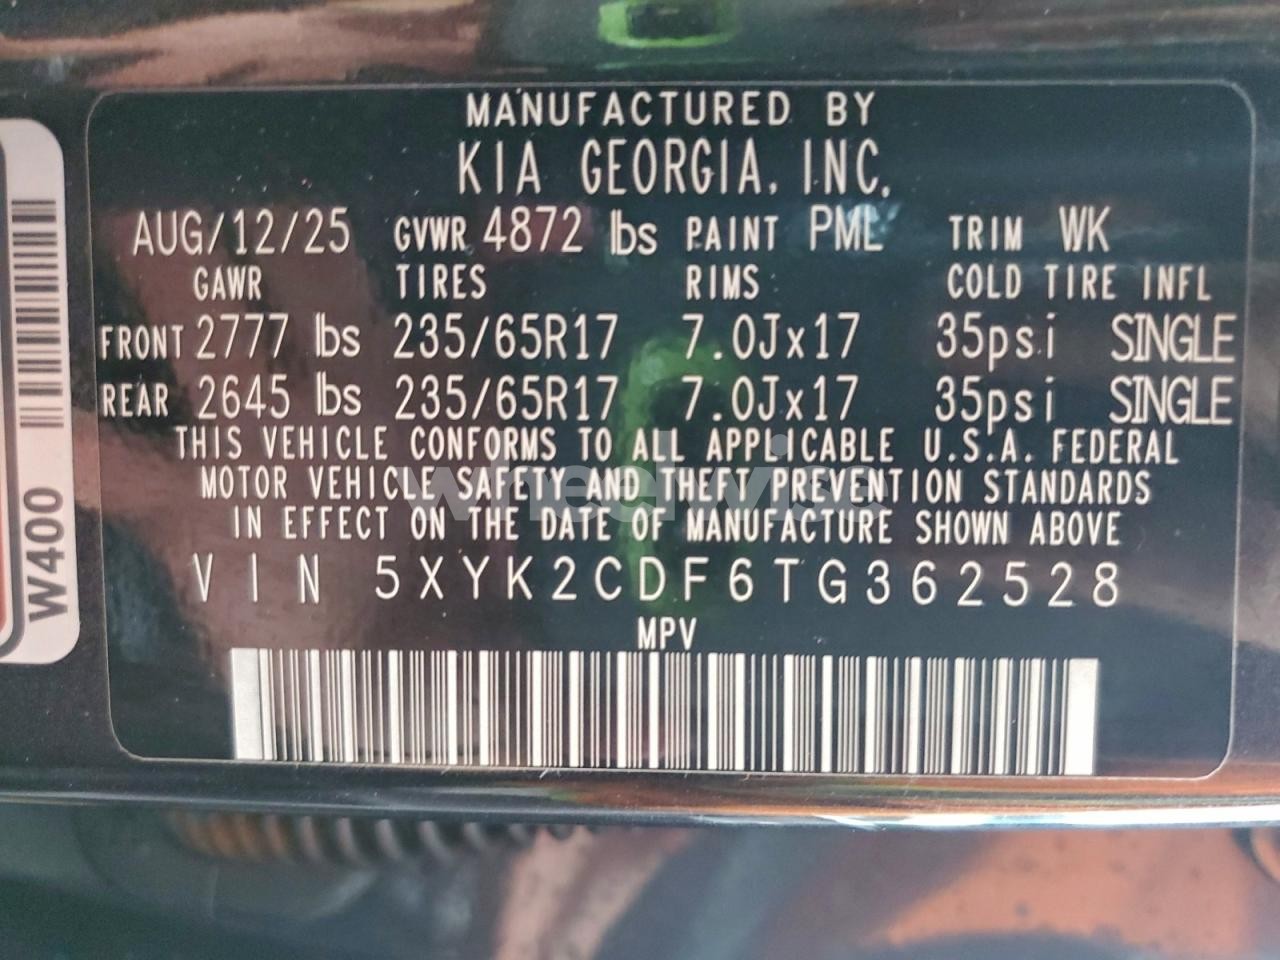 MANUFACTURED BY
KIA GEORGIA, INC.
AUG/12/25 GVWR 4872 lbs PAINT PML TRIM WK
GAWR TIRES RIMS COLD TIRE INFL
FRONT 2777 lbs 235/65R17 7.0Jx17 35psi SINGLE
REAR 2645 lbs 235/65R17 7.0Jx17 35psi SINGLE
THIS VEHICLE CONFORMS TO ALL APPLICABLE U.S.A. FEDERAL
MOTOR VEHICLE SAFETY AND THEFT PREVENTION STANDARDS
IN EFFECT ON THE DATE OF MANUFACTURE SHOWN ABOVE
VIN 5XYK2CDF6TG362528
MPV
W400
wheelwise